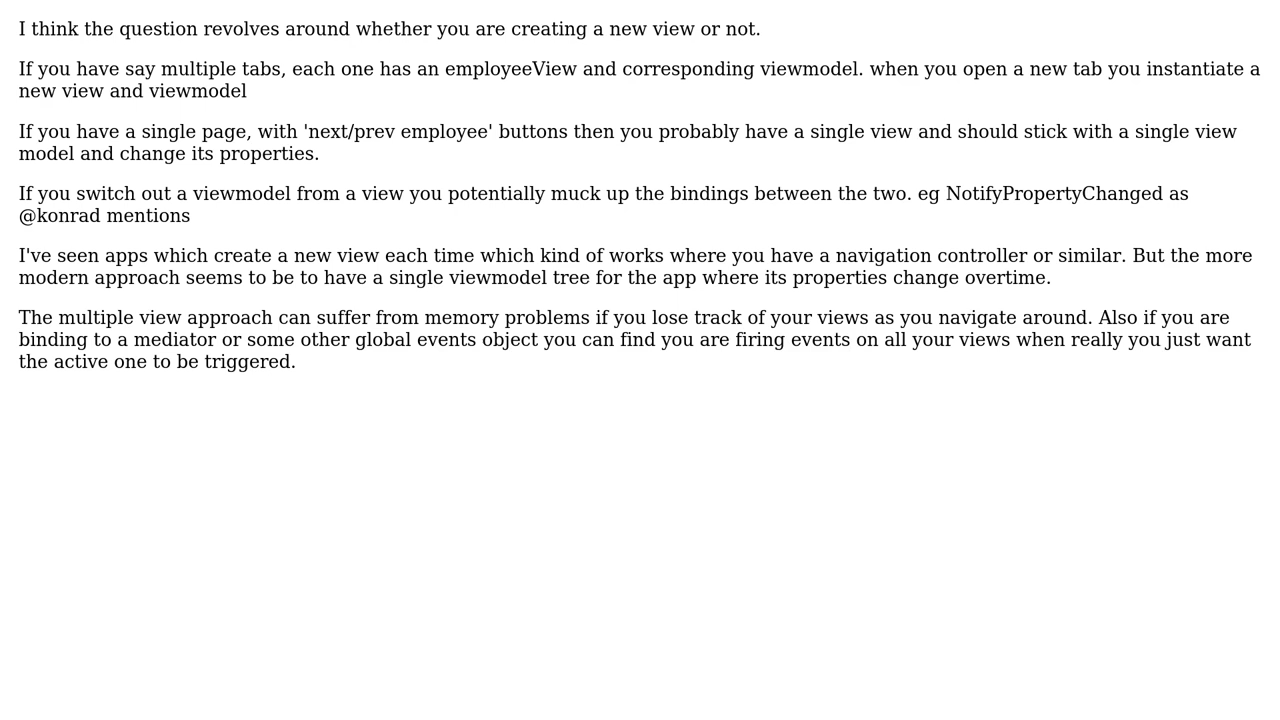 I think the question revolves around whether you are creating a new view or not.
If you have say multiple tabs, each one has an employeeView and corresponding viewmodel. when you open a new tab you instantiate a
new view and viewmodel
If you have a single page, with 'next/prev employee' buttons then you probably have a single view and should stick with a single view
model and change its properties.
If you switch out a viewmodel from a view you potentially muck up the bindings between the two. eg NotifyPropertyChanged as
@konrad mentions
I've seen apps which create a new view each time which kind of works where you have a navigation controller or similar. But the more
modern approach seems to be to have a single viewmodel tree for the app where its properties change overtime.
The multiple view approach can suffer from memory problems if you lose track of your views as you navigate around. Also if you are
binding to a mediator or some other global events object you can find you are firing events on all your views when really you just want
the active one to be triggered.